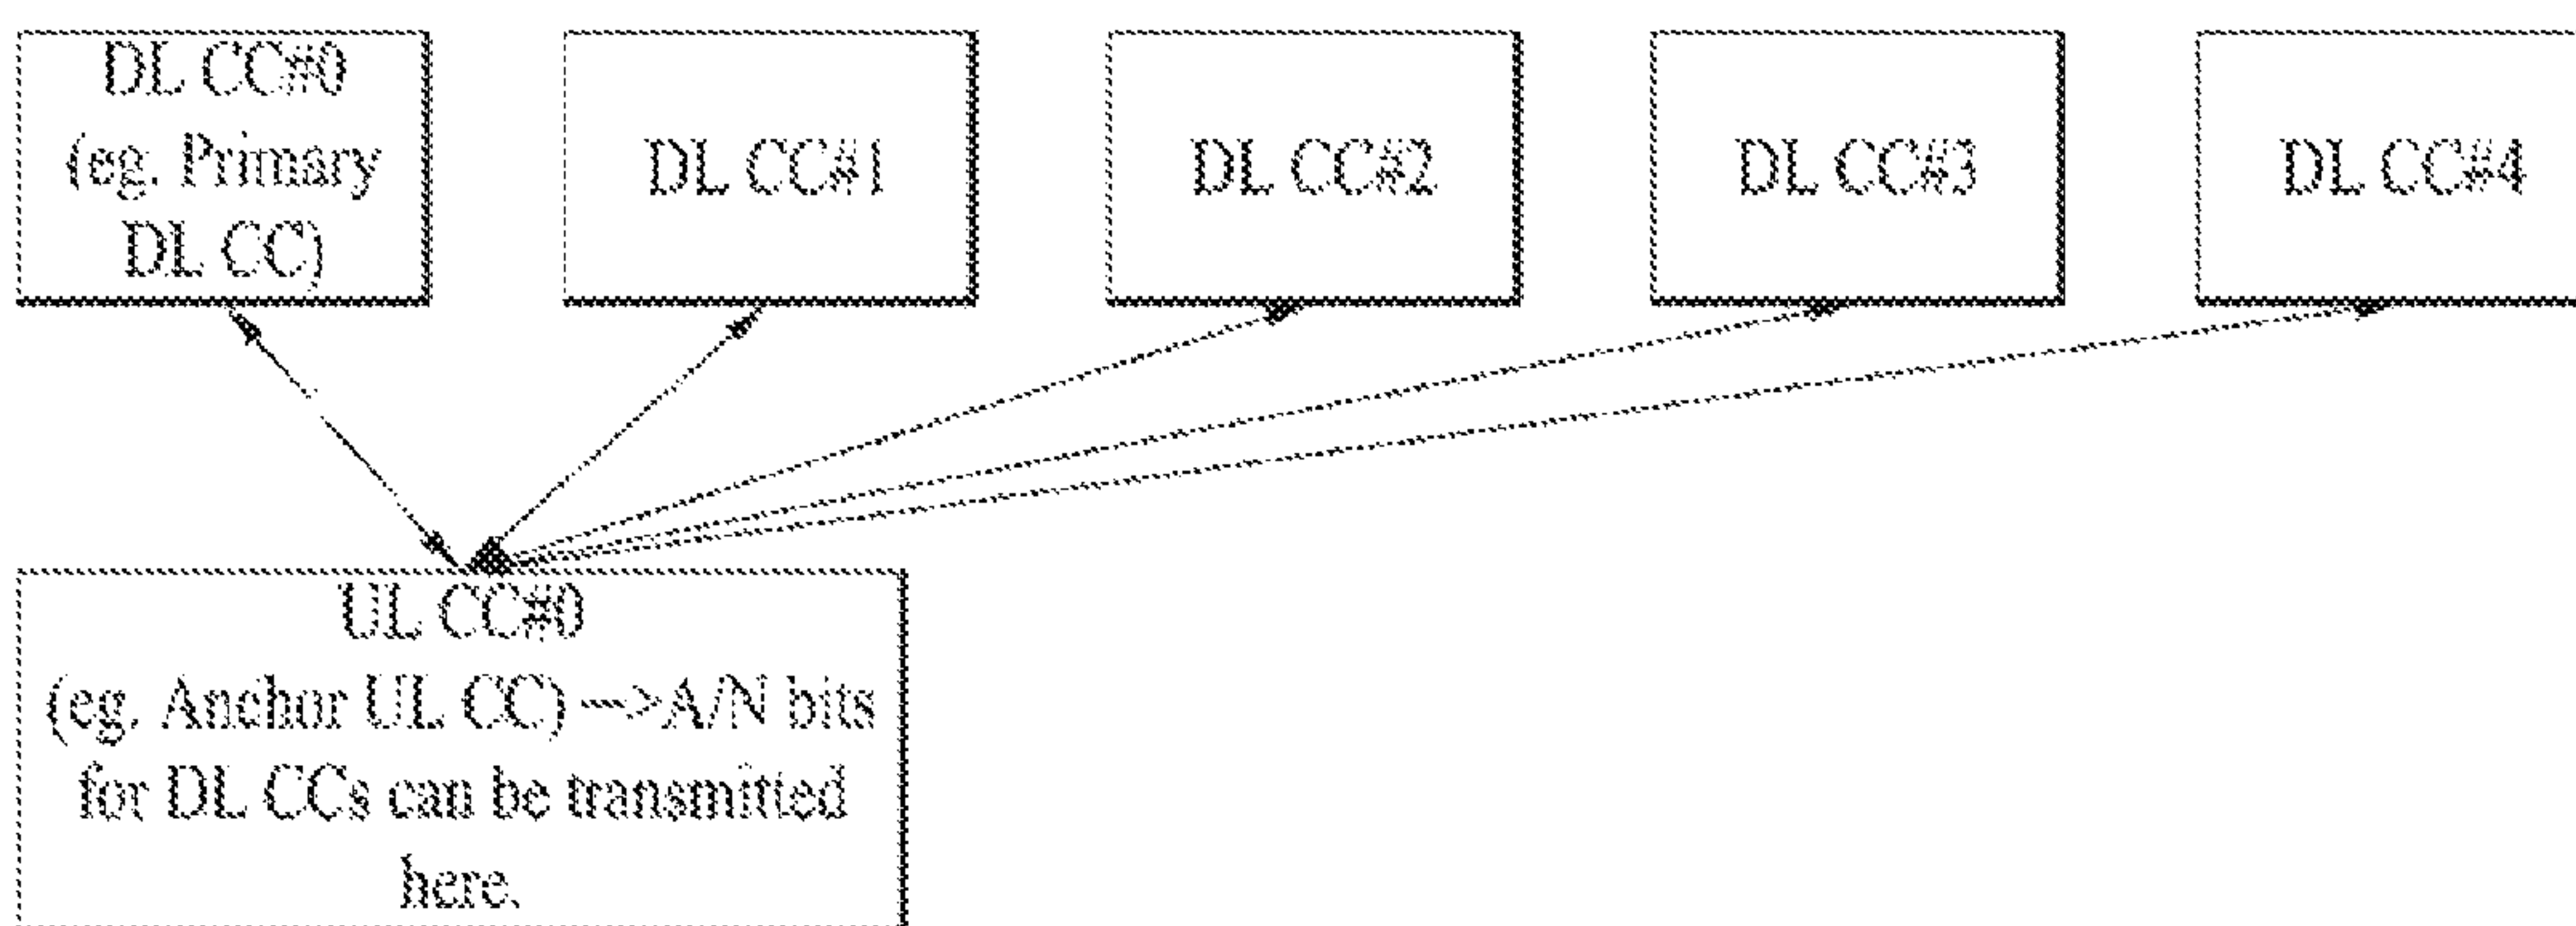 DL CC#0
(eg. Primary
DL CC)
DL CC#1
DL CC#2
DL CC#3
DL CC#4
UL CC#0
(eg. Anchor UL CC) --->A/N bits
for DL CCs can be transmitted
here.